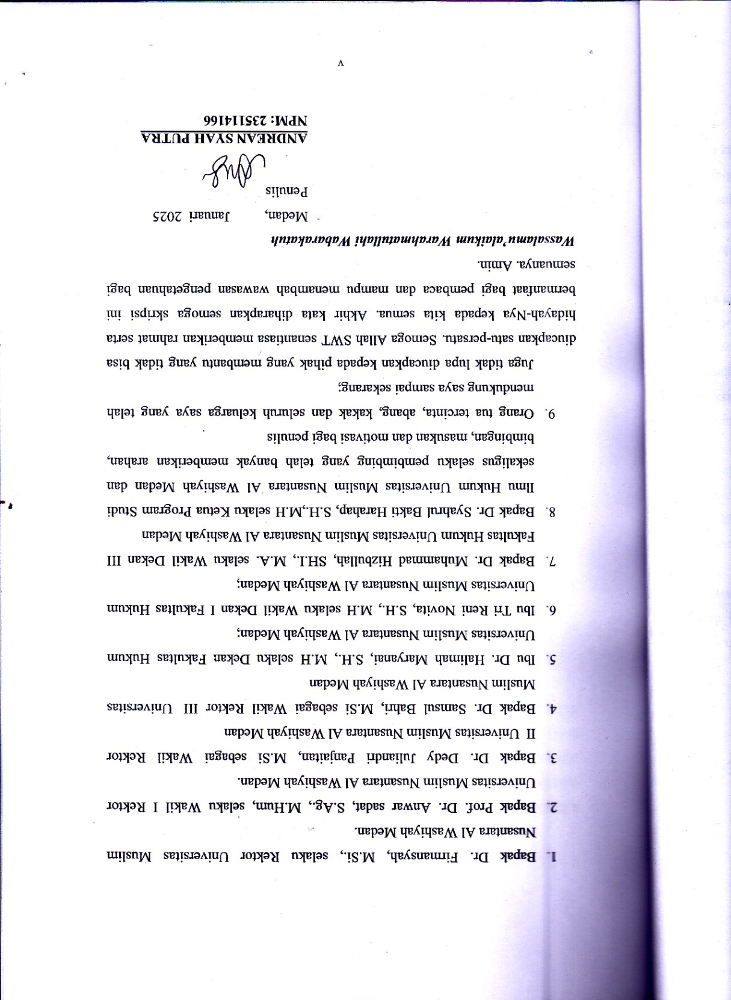 1. Bapak Dr. Firmansyah, M.Si., selaku Rektor Universitas Muslim
Nusantara Al Washiyah Medan.
2. Bapak Prof. Dr. Anwar sadat, S.Ag., M.Hum, selaku Wakil I Rektor
Universitas Muslim Nusantara Al Washiyah Medan.
3. Bapak Dr. Dedy Juliandri Panjaitan, M.Si sebagai Wakil Rektor
II Universitas Muslim Nusantara Al Washiyah Medan
4. Bapak Dr. Samsul Bahri, M.Si sebagai Wakil Rektor III Universitas
Muslim Nusantara Al Washiyah Medan
5. Ibu Dr. Halimah Maryanai, S.H., M.H selaku Dekan Fakultas Hukum
Universitas Muslim Nusantara Al Washiyah Medan;
6. Ibu Tri Reni Novita, S.H., M.H selaku Wakil Dekan I Fakultas Hukum
Universitas Muslim Nusantara Al Washiyah Medan;
7. Bapak Dr. Muhammad Hizbullah, SH.I., M.A. selaku Wakil Dekan III
Fakultas Hukum Universitas Muslim Nusantara Al Washiyah Medan
8. Bapak Dr. Syahrul Bakti Harahap, S.H.,M.H selaku Ketua Program Studi
Ilmu Hukum Universitas Muslim Nusantara Al Washiyah Medan dan
sekaligus selaku pembimbing yang telah banyak memberikan arahan,
bimbingan, masukan dan motivasi bagi penulis
9. Orang tua tercinta, abang, kakak dan seluruh keluarga saya yang telah
mendukung saya sampai sekarang;
Juga tidak lupa diucapkan kepada pihak yang membantu yang tidak bisa
diucapkan satu-persatu. Semoga Allah SWT senantiasa memberikan rahmat serta
hidayah-Nya kepada kita semua. Akhir kata diharapkan semoga skripsi ini
bermanfaat bagi pembaca dan mampu menambah wawasan pengetahuan bagi
semuanya. Amin.
Wassalamu'alaikum Warahmatullahi Wabarakatuh
Medan, Januari 2025
Penulis
ANDREAN SYAH PUTRA
NPM: 235114166
v